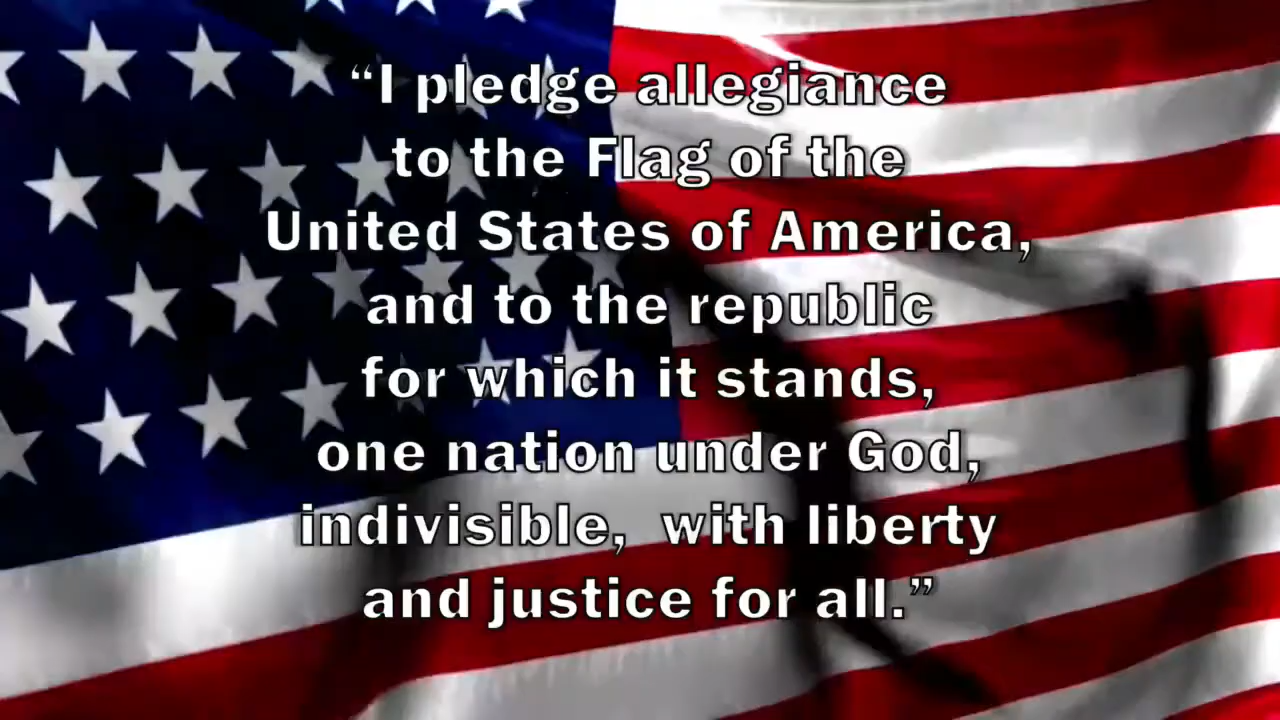 “I pledge allegiance
to the Flag of the
United States of America,
and to the republic
for which it stands,
one nation under God,
indivisible,  with liberty
and justice for all.”